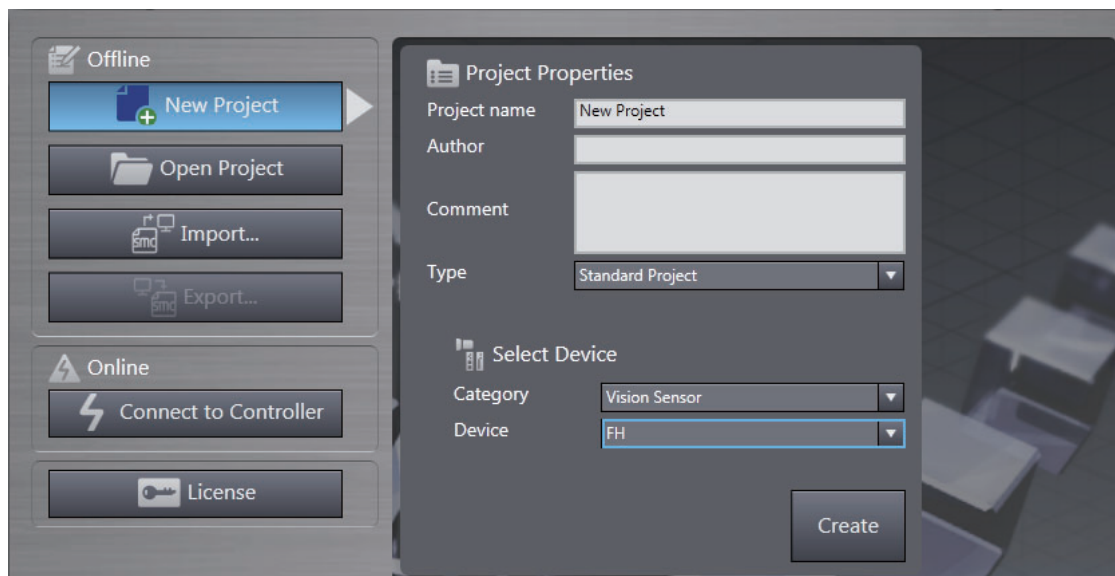 Offline
New Project
Open Project
smc Import...
smc Export...
Online
Connect to Controller
License
Project Properties
Project name New Project
Author
Comment
Type Standard Project
Select Device
Category Vision Sensor
Device FH
Create